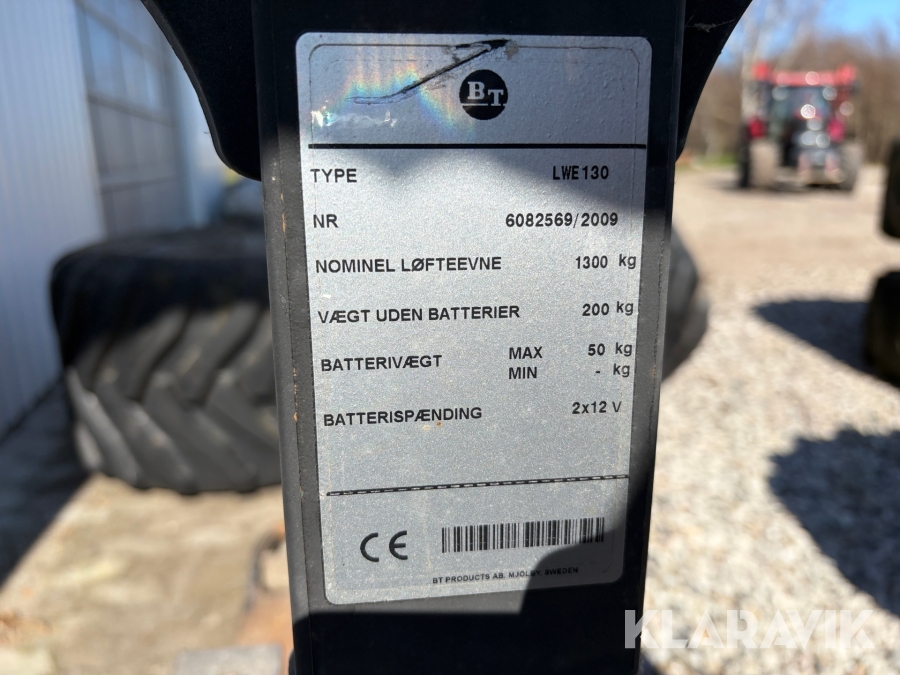 BT
TYPE LWE130
NR 6082569/2009
NOMINEL LØFTEEVNE 1300 kg
VÆGT UDEN BATTERIER 200 kg
BATTERIVÆGT MAX 50 kg
MIN - kg
BATTERISPÆNDING 2x12 V
CE
BT PRODUCTS AB, MJOLBY, SWEDEN
KLARAVIK